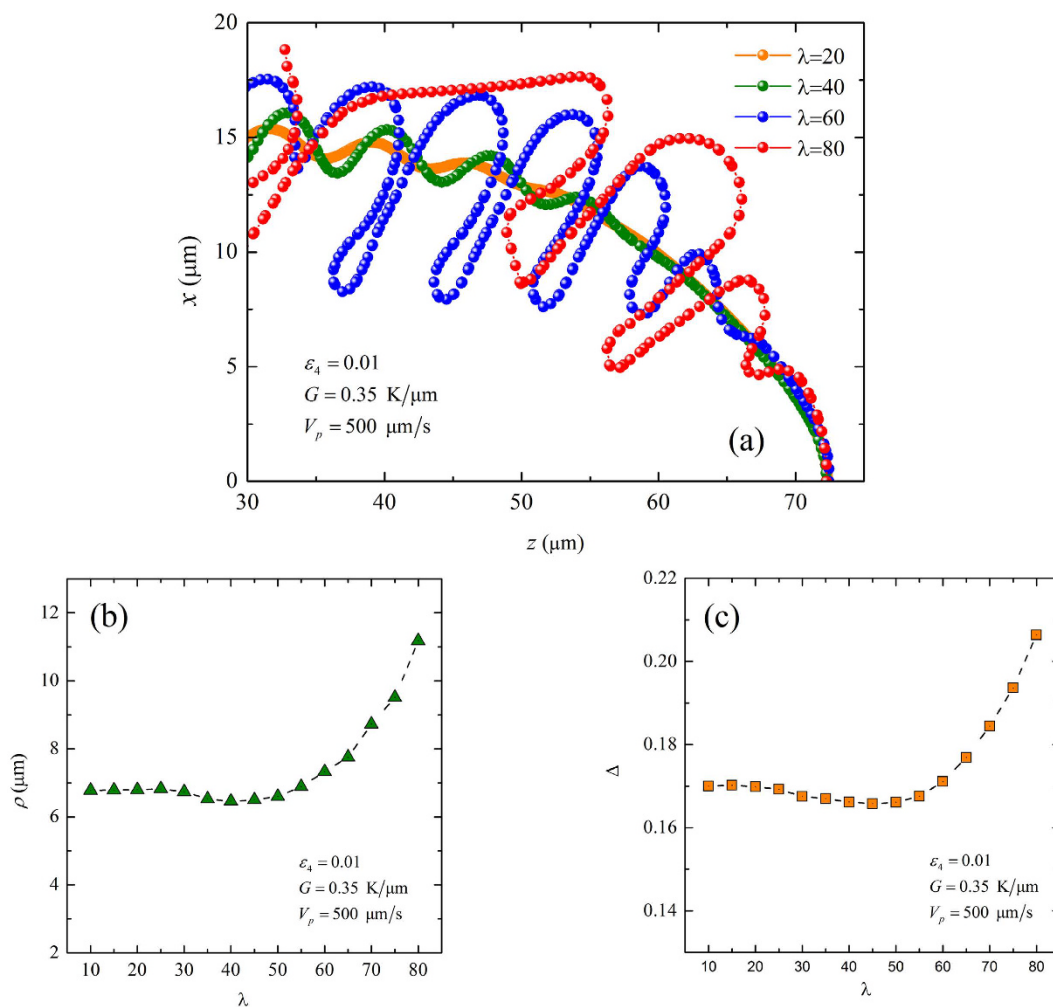 20
15
10
5
0
x (μm)
30
40
50
60
70
z (μm)
λ=20
λ=40
λ=60
λ=80
ε₄ = 0.01
G = 0.35 K/μm
Vₚ = 500 μm/s
(a)
(b)
12
10
8
6
4
2
ρ (μm)
10 20 30 40 50 60 70 80
λ
ε₄ = 0.01
G = 0.35 K/μm
Vₚ = 500 μm/s
(c)
0.22
0.20
0.18
0.16
0.14
Δ
10 20 30 40 50 60 70 80
λ
ε₄ = 0.01
G = 0.35 K/μm
Vₚ = 500 μm/s